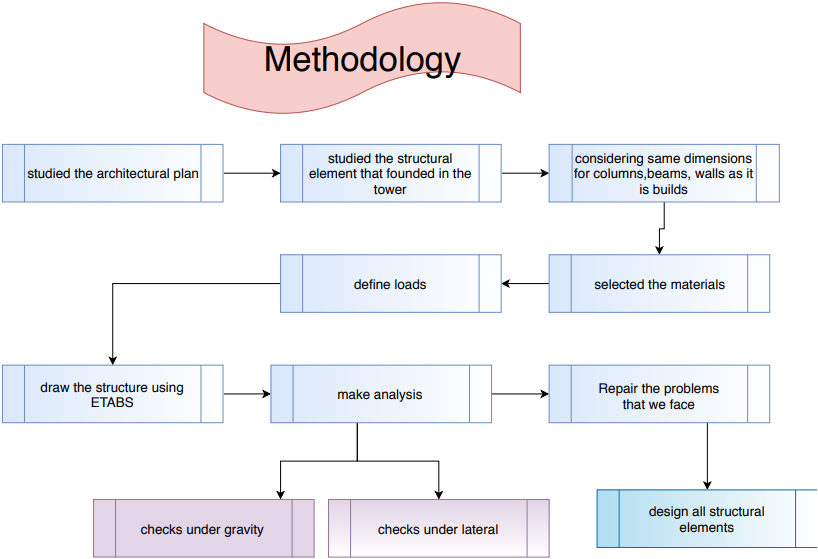 Methodology
studied the architectural plan
studied the structural
element that founded in the
tower
considering same dimensions
for columns,beams, walls as it
is builds
selected the materials
define loads
draw the structure using
ETABS
make analysis
Repair the problems
that we face
checks under gravity
checks under lateral
design all structural
elements